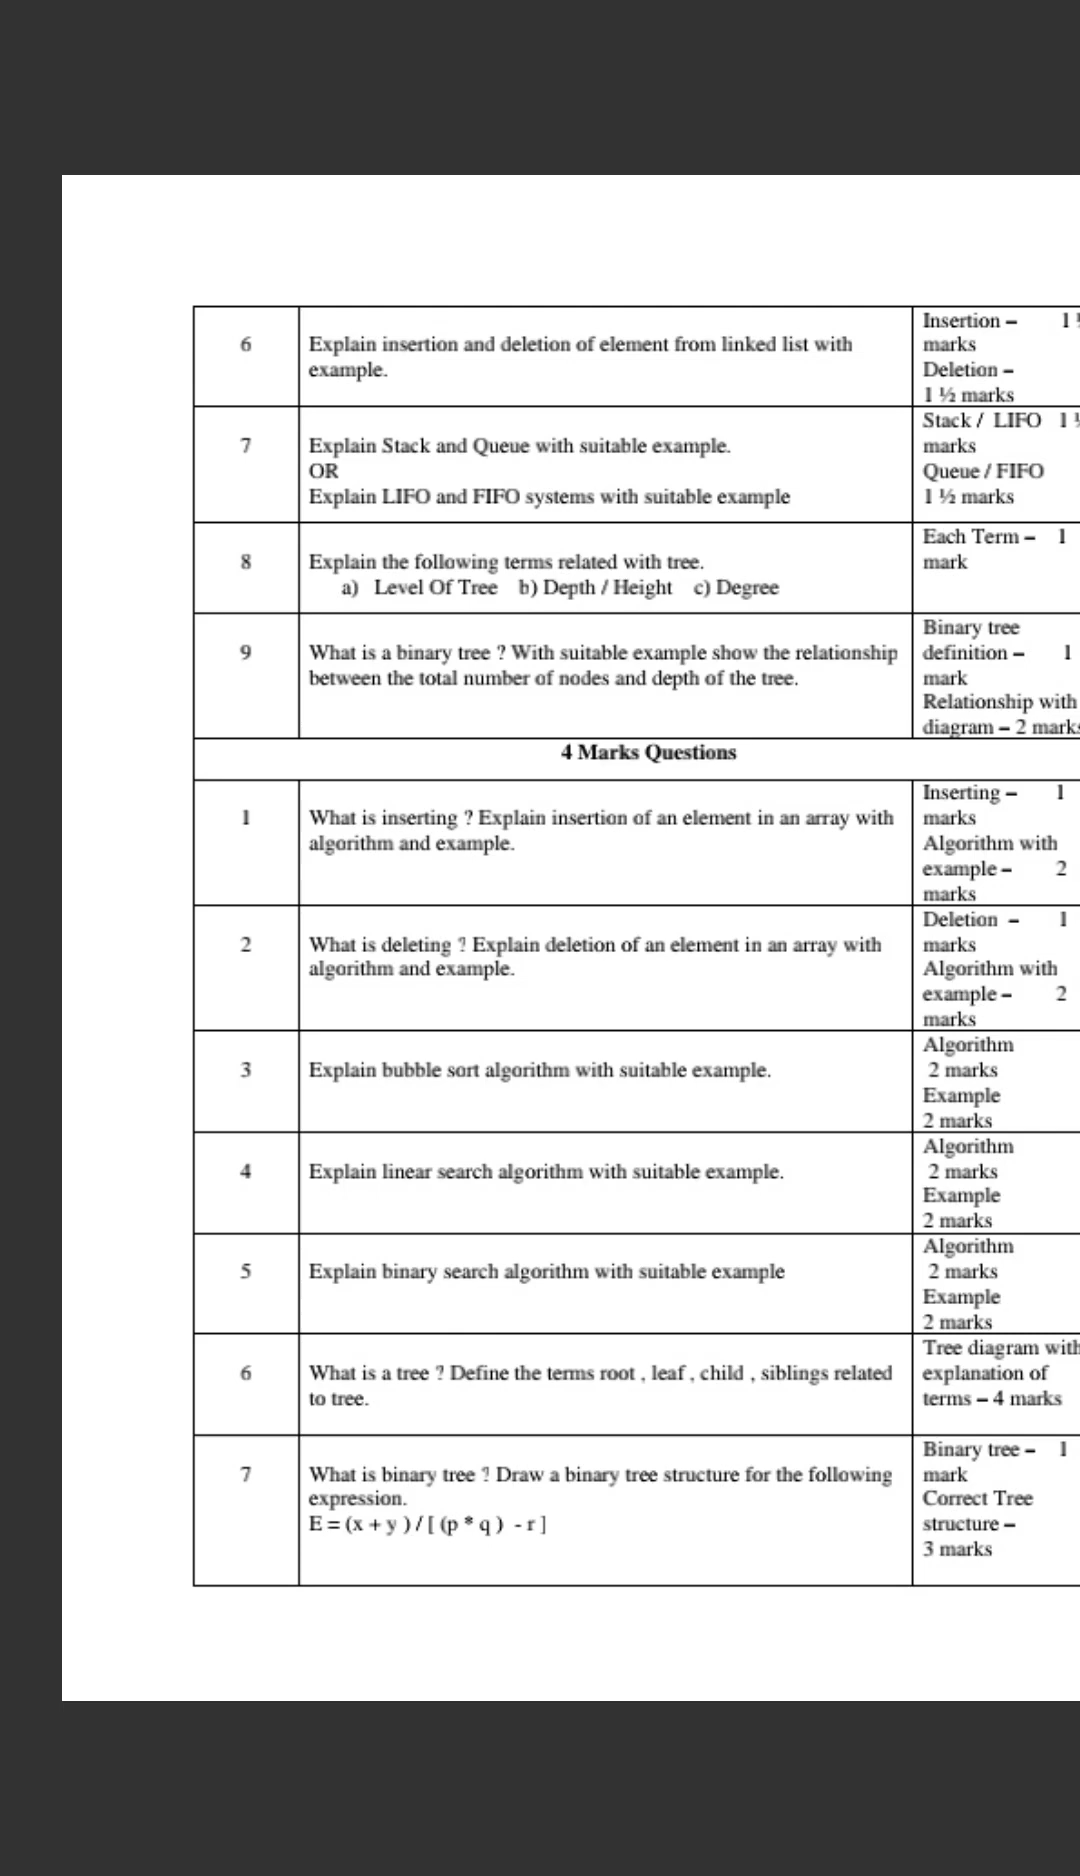 6
Explain insertion and deletion of element from linked list with
example.
Insertion – 1
marks
Deletion –
1 ½ marks
7
Explain Stack and Queue with suitable example.
OR
Explain LIFO and FIFO systems with suitable example
Stack / LIFO 1
marks
Queue / FIFO
1 ½ marks
8
Explain the following terms related with tree.
a) Level Of Tree b) Depth / Height c) Degree
Each Term – 1
mark
9
What is a binary tree ? With suitable example show the relationship
between the total number of nodes and depth of the tree.
Binary tree
definition – 1
mark
Relationship with
diagram – 2 marks
4 Marks Questions
1
What is inserting ? Explain insertion of an element in an array with
algorithm and example.
Inserting – 1
marks
Algorithm with
example – 2
marks
2
What is deleting ? Explain deletion of an element in an array with
algorithm and example.
Deletion – 1
marks
Algorithm with
example – 2
marks
3
Explain bubble sort algorithm with suitable example.
Algorithm
2 marks
Example
2 marks
4
Explain linear search algorithm with suitable example.
Algorithm
2 marks
Example
2 marks
5
Explain binary search algorithm with suitable example
Algorithm
2 marks
Example
2 marks
6
What is a tree ? Define the terms root , leaf , child , siblings related
to tree.
Tree diagram with
explanation of
terms – 4 marks
7
What is binary tree ? Draw a binary tree structure for the following
expression.
E = (x + y ) / [ (p * q ) - r ]
Binary tree – 1
mark
Correct Tree
structure –
3 marks